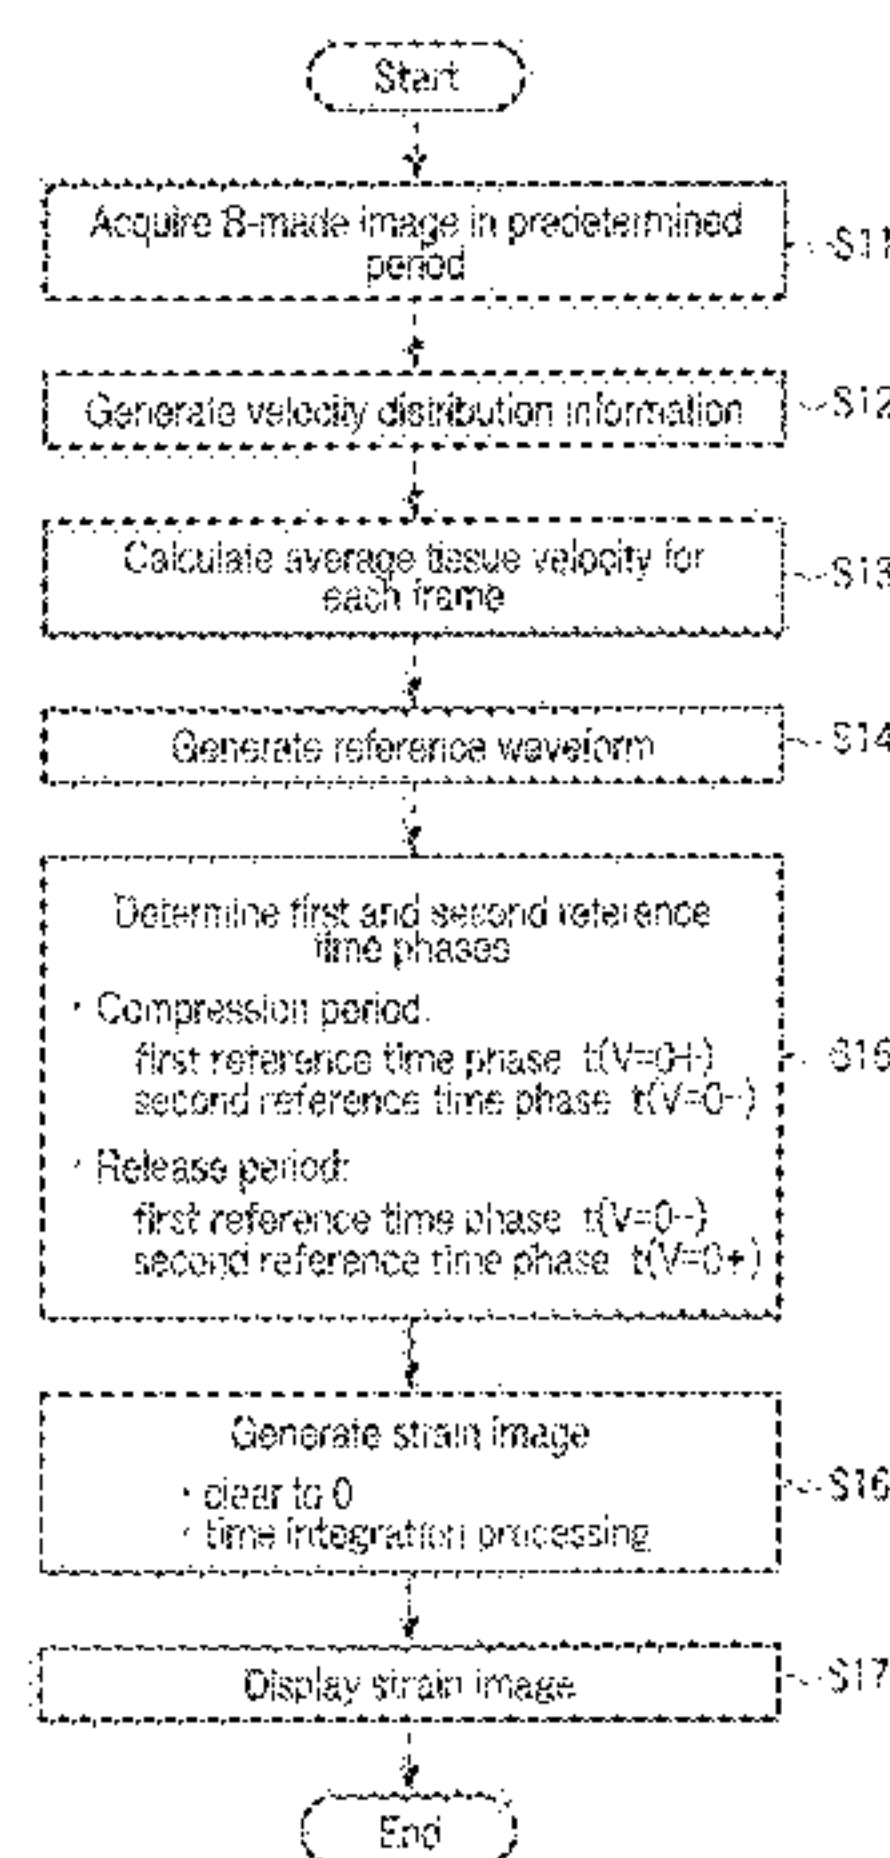 Start
Acquire B-made image in predetermined
period
S11
Generate velocity distribution information
S12
Calculate average tissue velocity for
each frame
S13
Generate reference waveform
S14
Determine first and second reference
time phases
· Compression period:
first reference time phase t(V=0+)
second reference time phase t(V=0-)
S15
· Release period:
first reference time phase t(V=0-)
second reference time phase t(V=0+)
Generate strain image
· clear to 0
· time integration processing
S16
Display strain image
S17
End